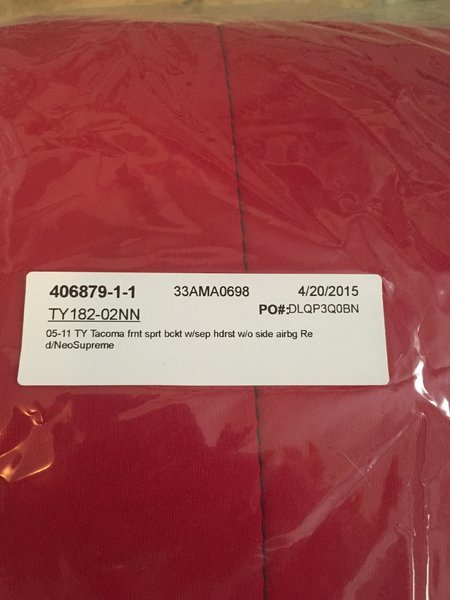 406879-1-1 33AMA0698 4/20/2015
TY182-02NN PO#:DLQP3Q0BN
05-11 TY Tacoma frnt sprt bckt w/sep hdrst w/o side airbg Re
d/NeoSupreme